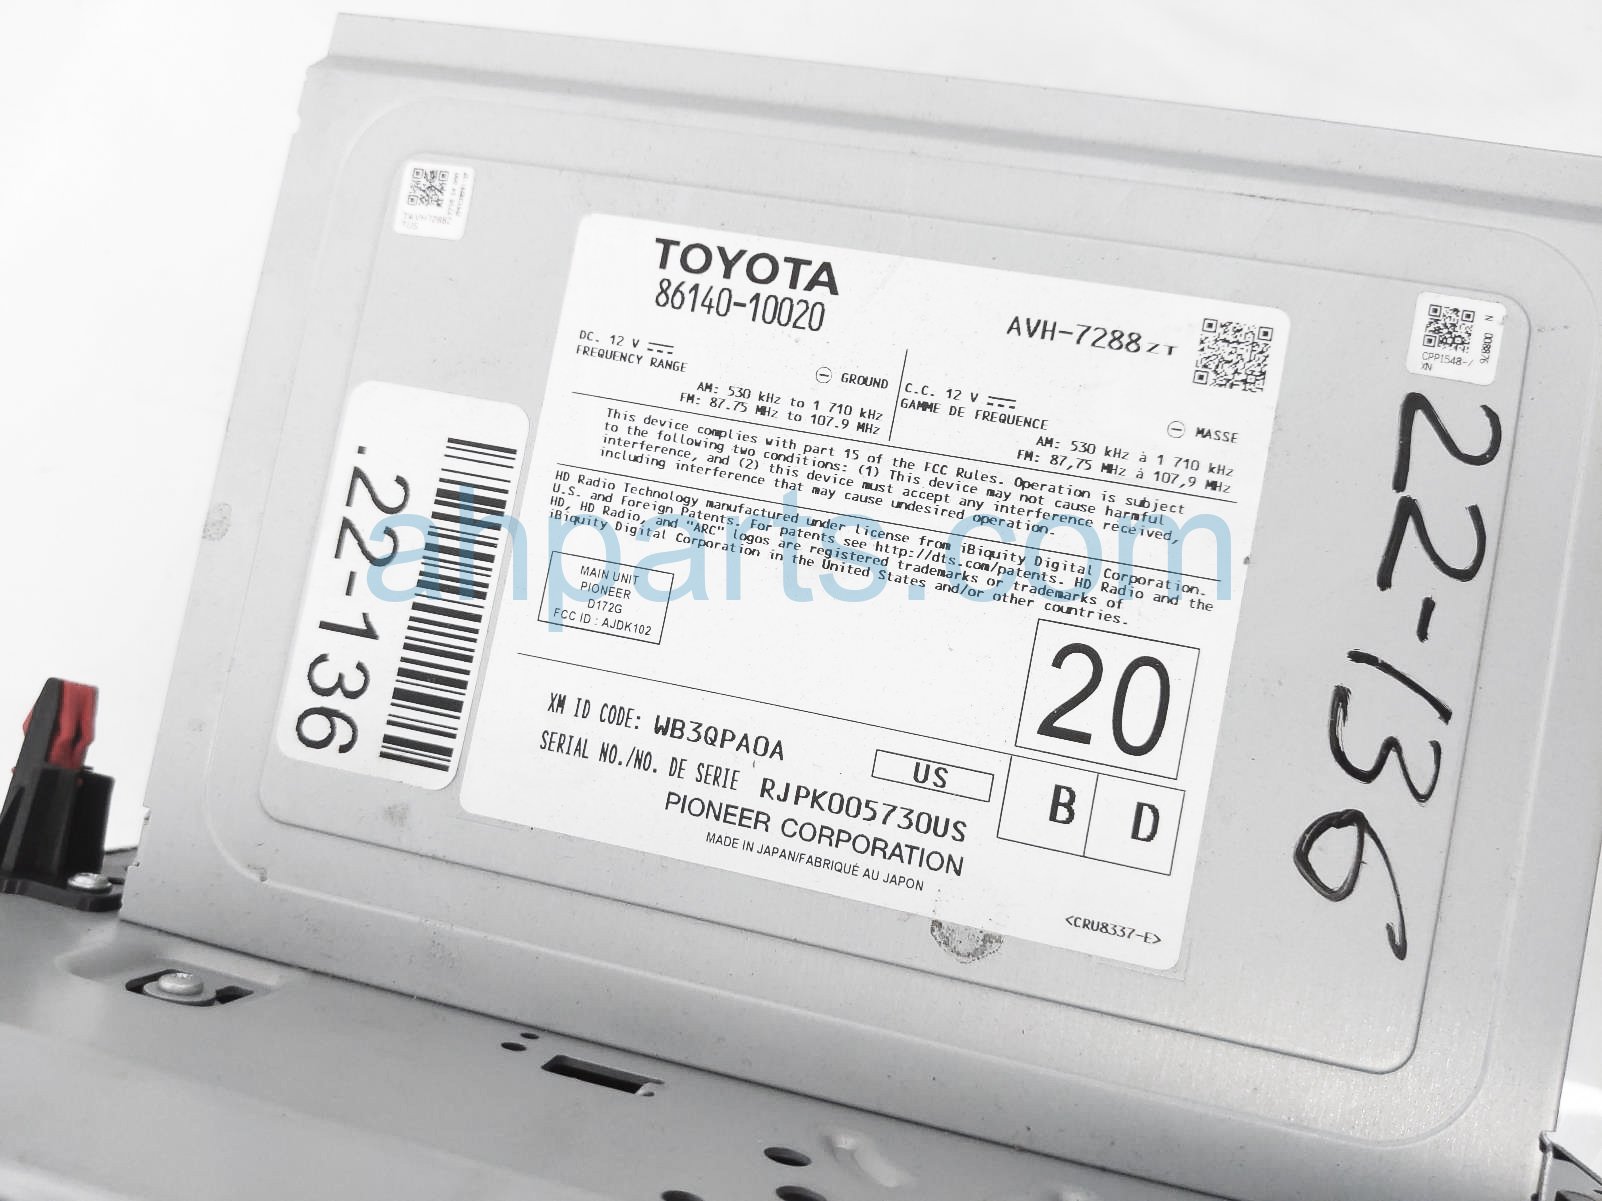 TAVH7288Z
TUS
TOYOTA
86140-10020
AVH-7288ZT
DC. 12 V
FREQUENCY RANGE
GROUND
AM: 530 kHz to 1 710 kHz
FM: 87.75 MHz to 107.9 MHz
C.C. 12 V
GAMME DE FREQUENCE
MASSE
AM: 530 kHz à 1 710 kHz
FM: 87,75 MHz à 107,9 MHz
This device complies with part 15 of the FCC Rules. Operation is subject
to the following two conditions: (1) This device may not cause harmful
interference, and (2) this device must accept any interference received,
including interference that may cause undesired operation.
HD Radio Technology manufactured under license from iBiquity Digital Corporation.
U.S. and Foreign Patents. For patents see http://dts.com/patents. HD Radio and the
HD, HD Radio, and "ARC" logos are registered trademarks or trademarks of
iBiquity Digital Corporation in the United States and/or other countries.
MAIN UNIT
PIONEER
D172G
FCC ID : AJDK102
20
B D
XM ID CODE: WB3QPA0A
US
SERIAL NO./NO. DE SERIE RJPK005730US
PIONEER CORPORATION
MADE IN JAPAN/FABRIQUÉ AU JAPON
<CRU8337-E>
.22-136
N 008876
CPP1548-/
XN
22-136
ahparts.com